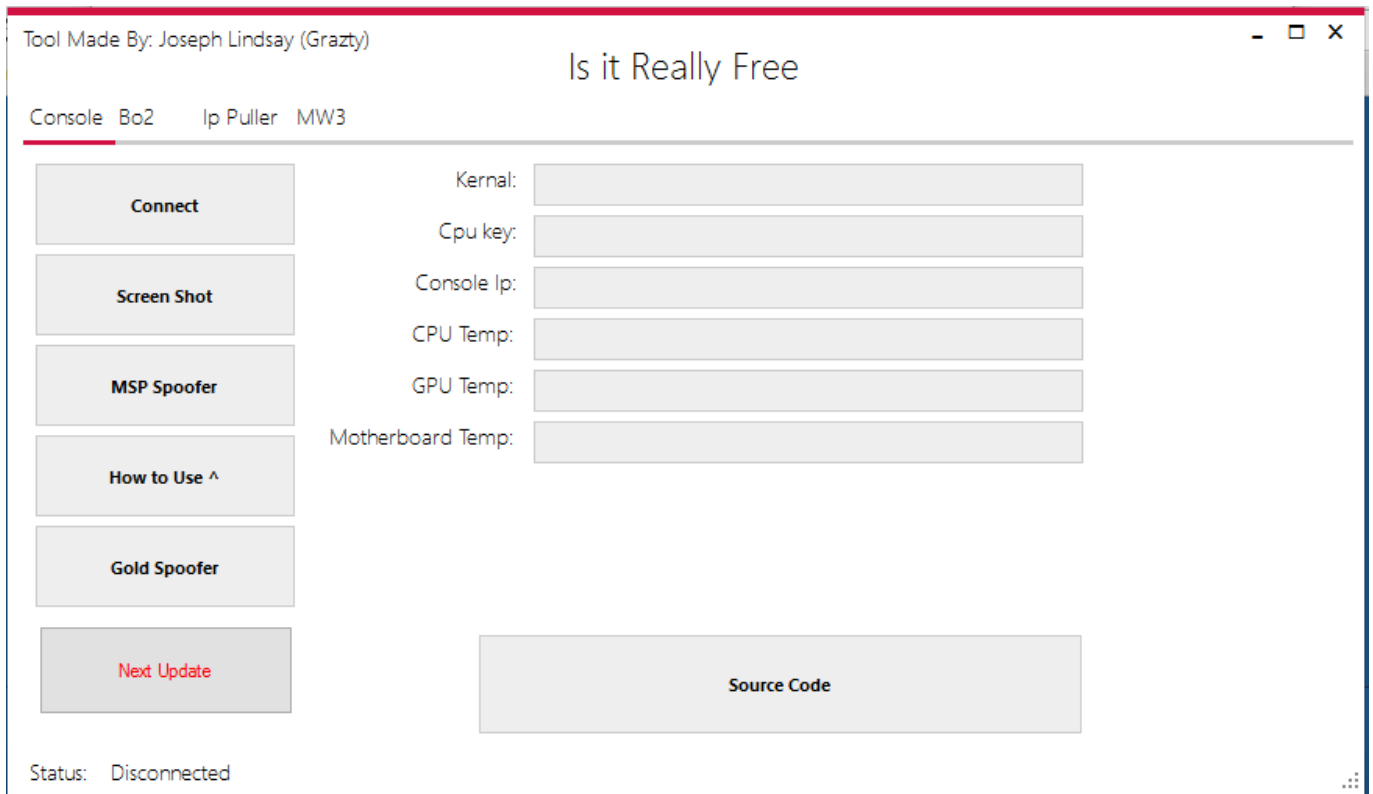 Tool Made By: Joseph Lindsay (Grazty)
Is it Really Free
Console Bo2 Ip Puller MW3
Connect
Screen Shot
MSP Spoofer
How to Use ^
Gold Spoofer
Next Update
Kernal:
Cpu key:
Console Ip:
CPU Temp:
GPU Temp:
Motherboard Temp:
Source Code
Status: Disconnected